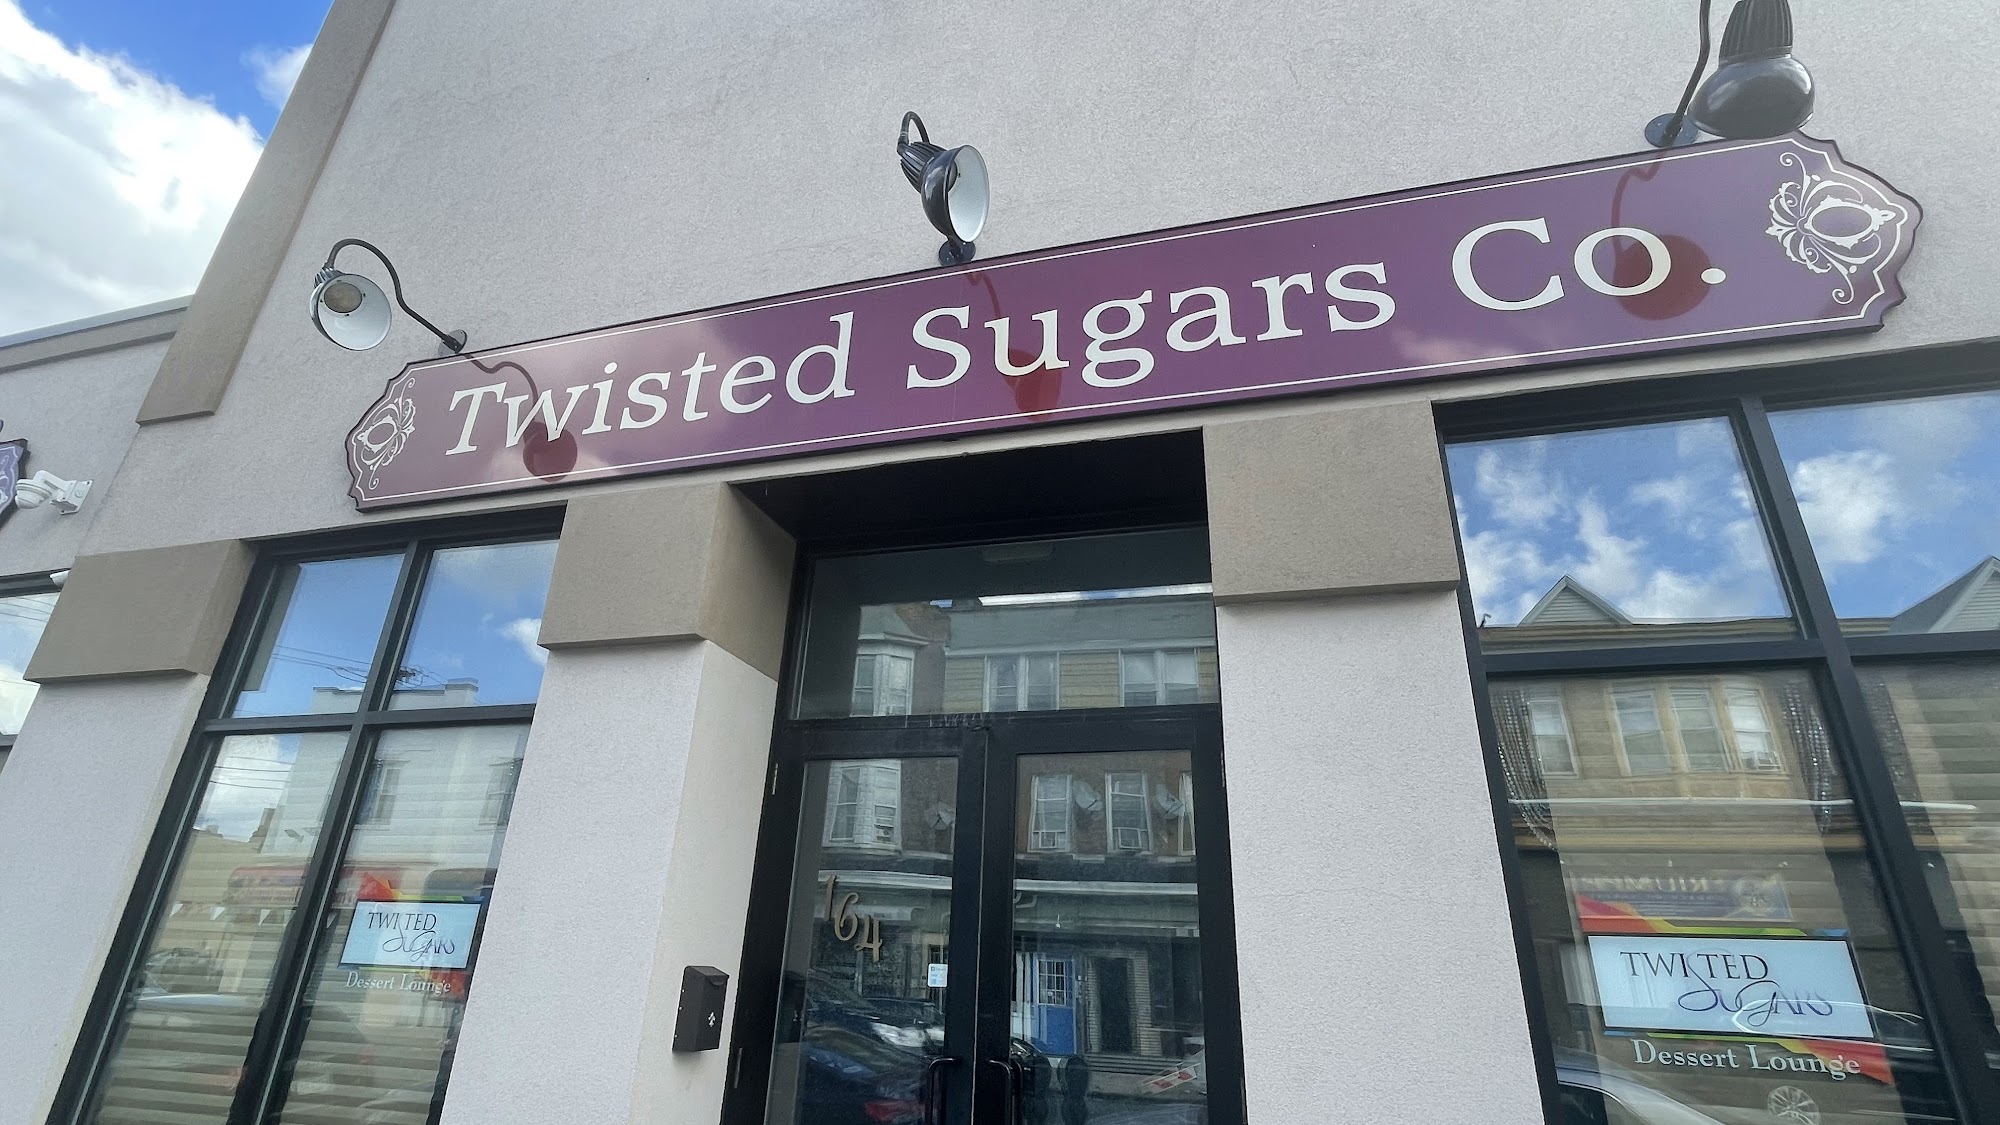 Twisted Sugars Co.
164
TWISTED
SUGARS
Dessert Lounge
TWISTED
SUGARS
Dessert Lounge